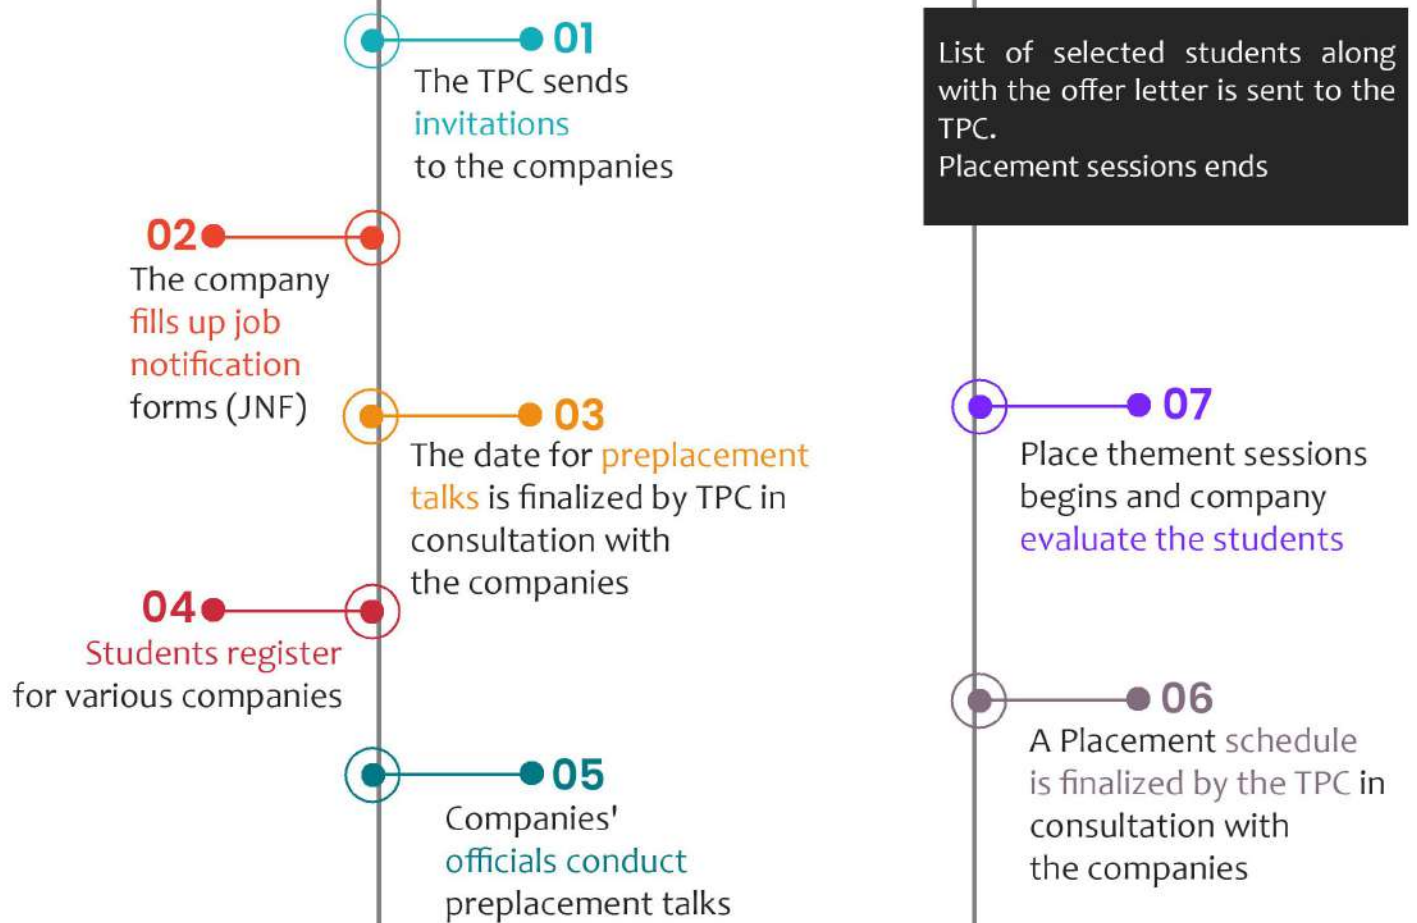 01
The TPC sends
invitations
to the companies
02
The company
fills up job
notification
forms (JNF)
03
The date for preplacement
talks is finalized by TPC in
consultation with
the companies
04
Students register
for various companies
05
Companies'
officials conduct
preplacement talks
06
A Placement schedule
is finalized by the TPC in
consultation with
the companies
07
Place thement sessions
begins and company
evaluate the students
List of selected students along
with the offer letter is sent to the
TPC.
Placement sessions ends